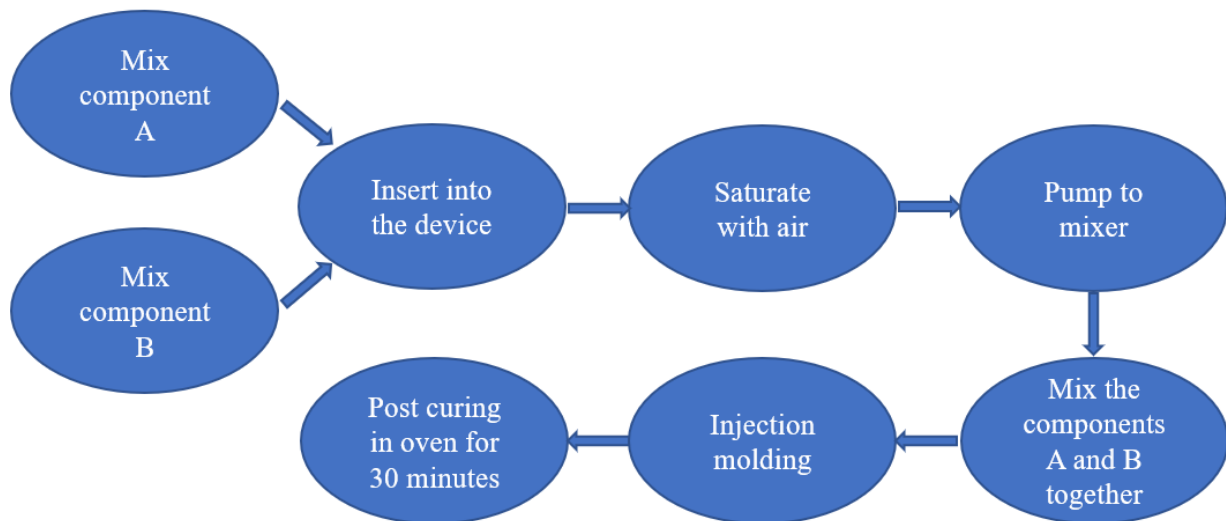 Mix
component
A
Mix
component
B
Insert into
the device
Saturate
with air
Pump to
mixer
Mix the
components
A and B
together
Injection
molding
Post curing
in oven for
30 minutes